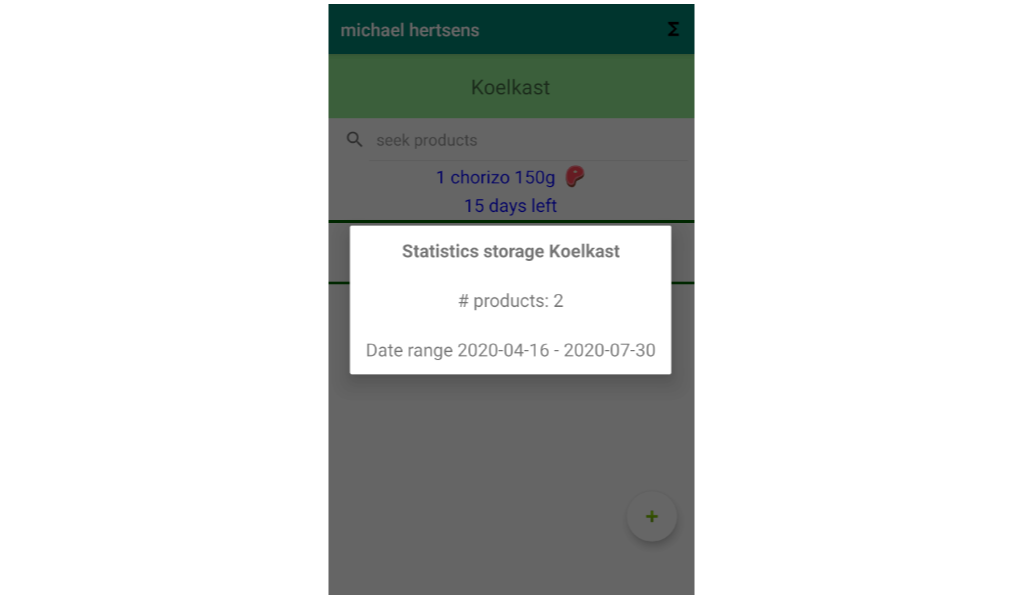 michael hertsens Σ
Koelkast
seek products
1 chorizo 150g
15 days left
Statistics storage Koelkast
# products: 2
Date range 2020-04-16 - 2020-07-30
+